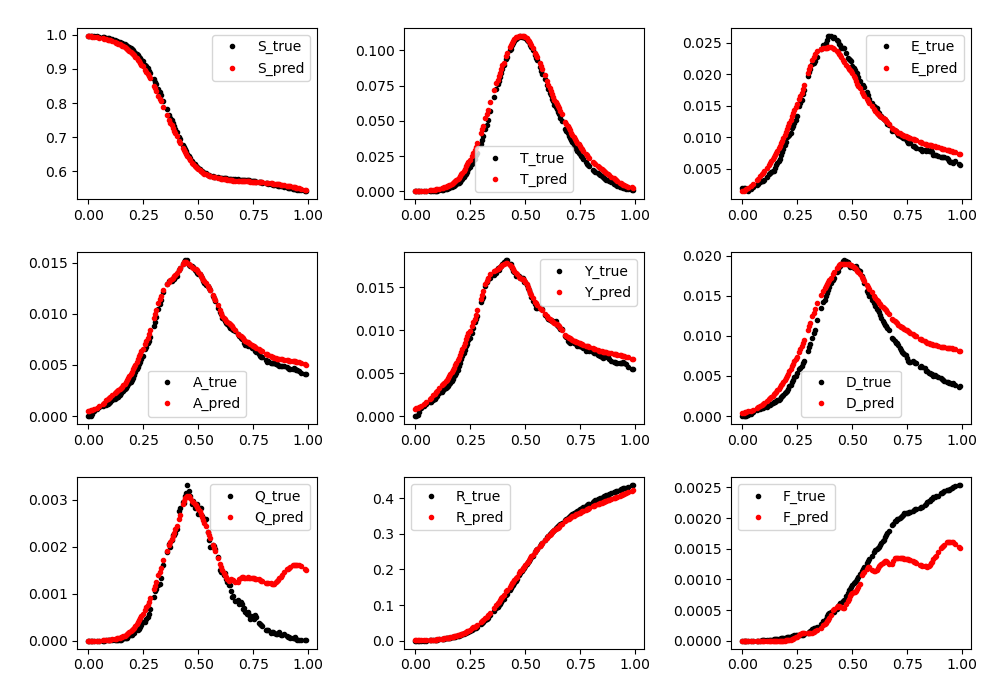 1.0
0.9
0.8
0.7
0.6
0.00 0.25 0.50 0.75 1.00
S_true
S_pred
0.100
0.075
0.050
0.025
0.000
0.00 0.25 0.50 0.75 1.00
T_true
T_pred
0.025
0.020
0.015
0.010
0.005
0.00 0.25 0.50 0.75 1.00
E_true
E_pred
0.015
0.010
0.005
0.000
0.00 0.25 0.50 0.75 1.00
A_true
A_pred
0.015
0.010
0.005
0.000
0.00 0.25 0.50 0.75 1.00
Y_true
Y_pred
0.020
0.015
0.010
0.005
0.000
0.00 0.25 0.50 0.75 1.00
D_true
D_pred
0.003
0.002
0.001
0.000
0.00 0.25 0.50 0.75 1.00
Q_true
Q_pred
0.4
0.3
0.2
0.1
0.0
0.00 0.25 0.50 0.75 1.00
R_true
R_pred
0.0025
0.0020
0.0015
0.0010
0.0005
0.0000
0.00 0.25 0.50 0.75 1.00
F_true
F_pred